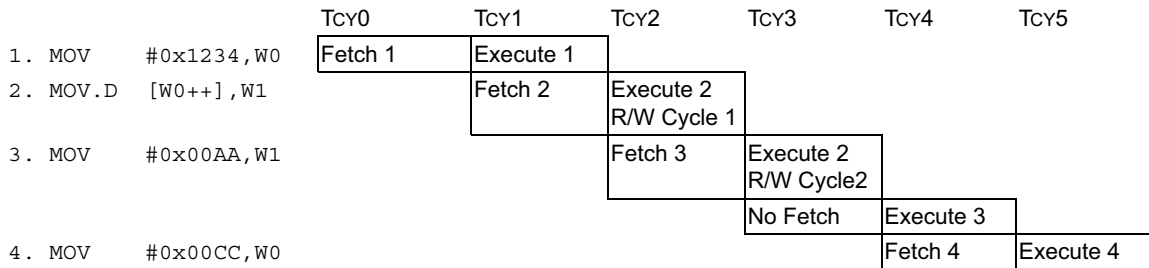 TCY0 TCY1 TCY2 TCY3 TCY4 TCY5
1. MOV #0x1234,W0 Fetch 1 Execute 1
2. MOV.D [W0++],W1 Fetch 2 Execute 2
R/W Cycle 1
3. MOV #0x00AA,W1 Fetch 3 Execute 2
R/W Cycle2
No Fetch Execute 3
4. MOV #0x00CC,W0 Fetch 4 Execute 4